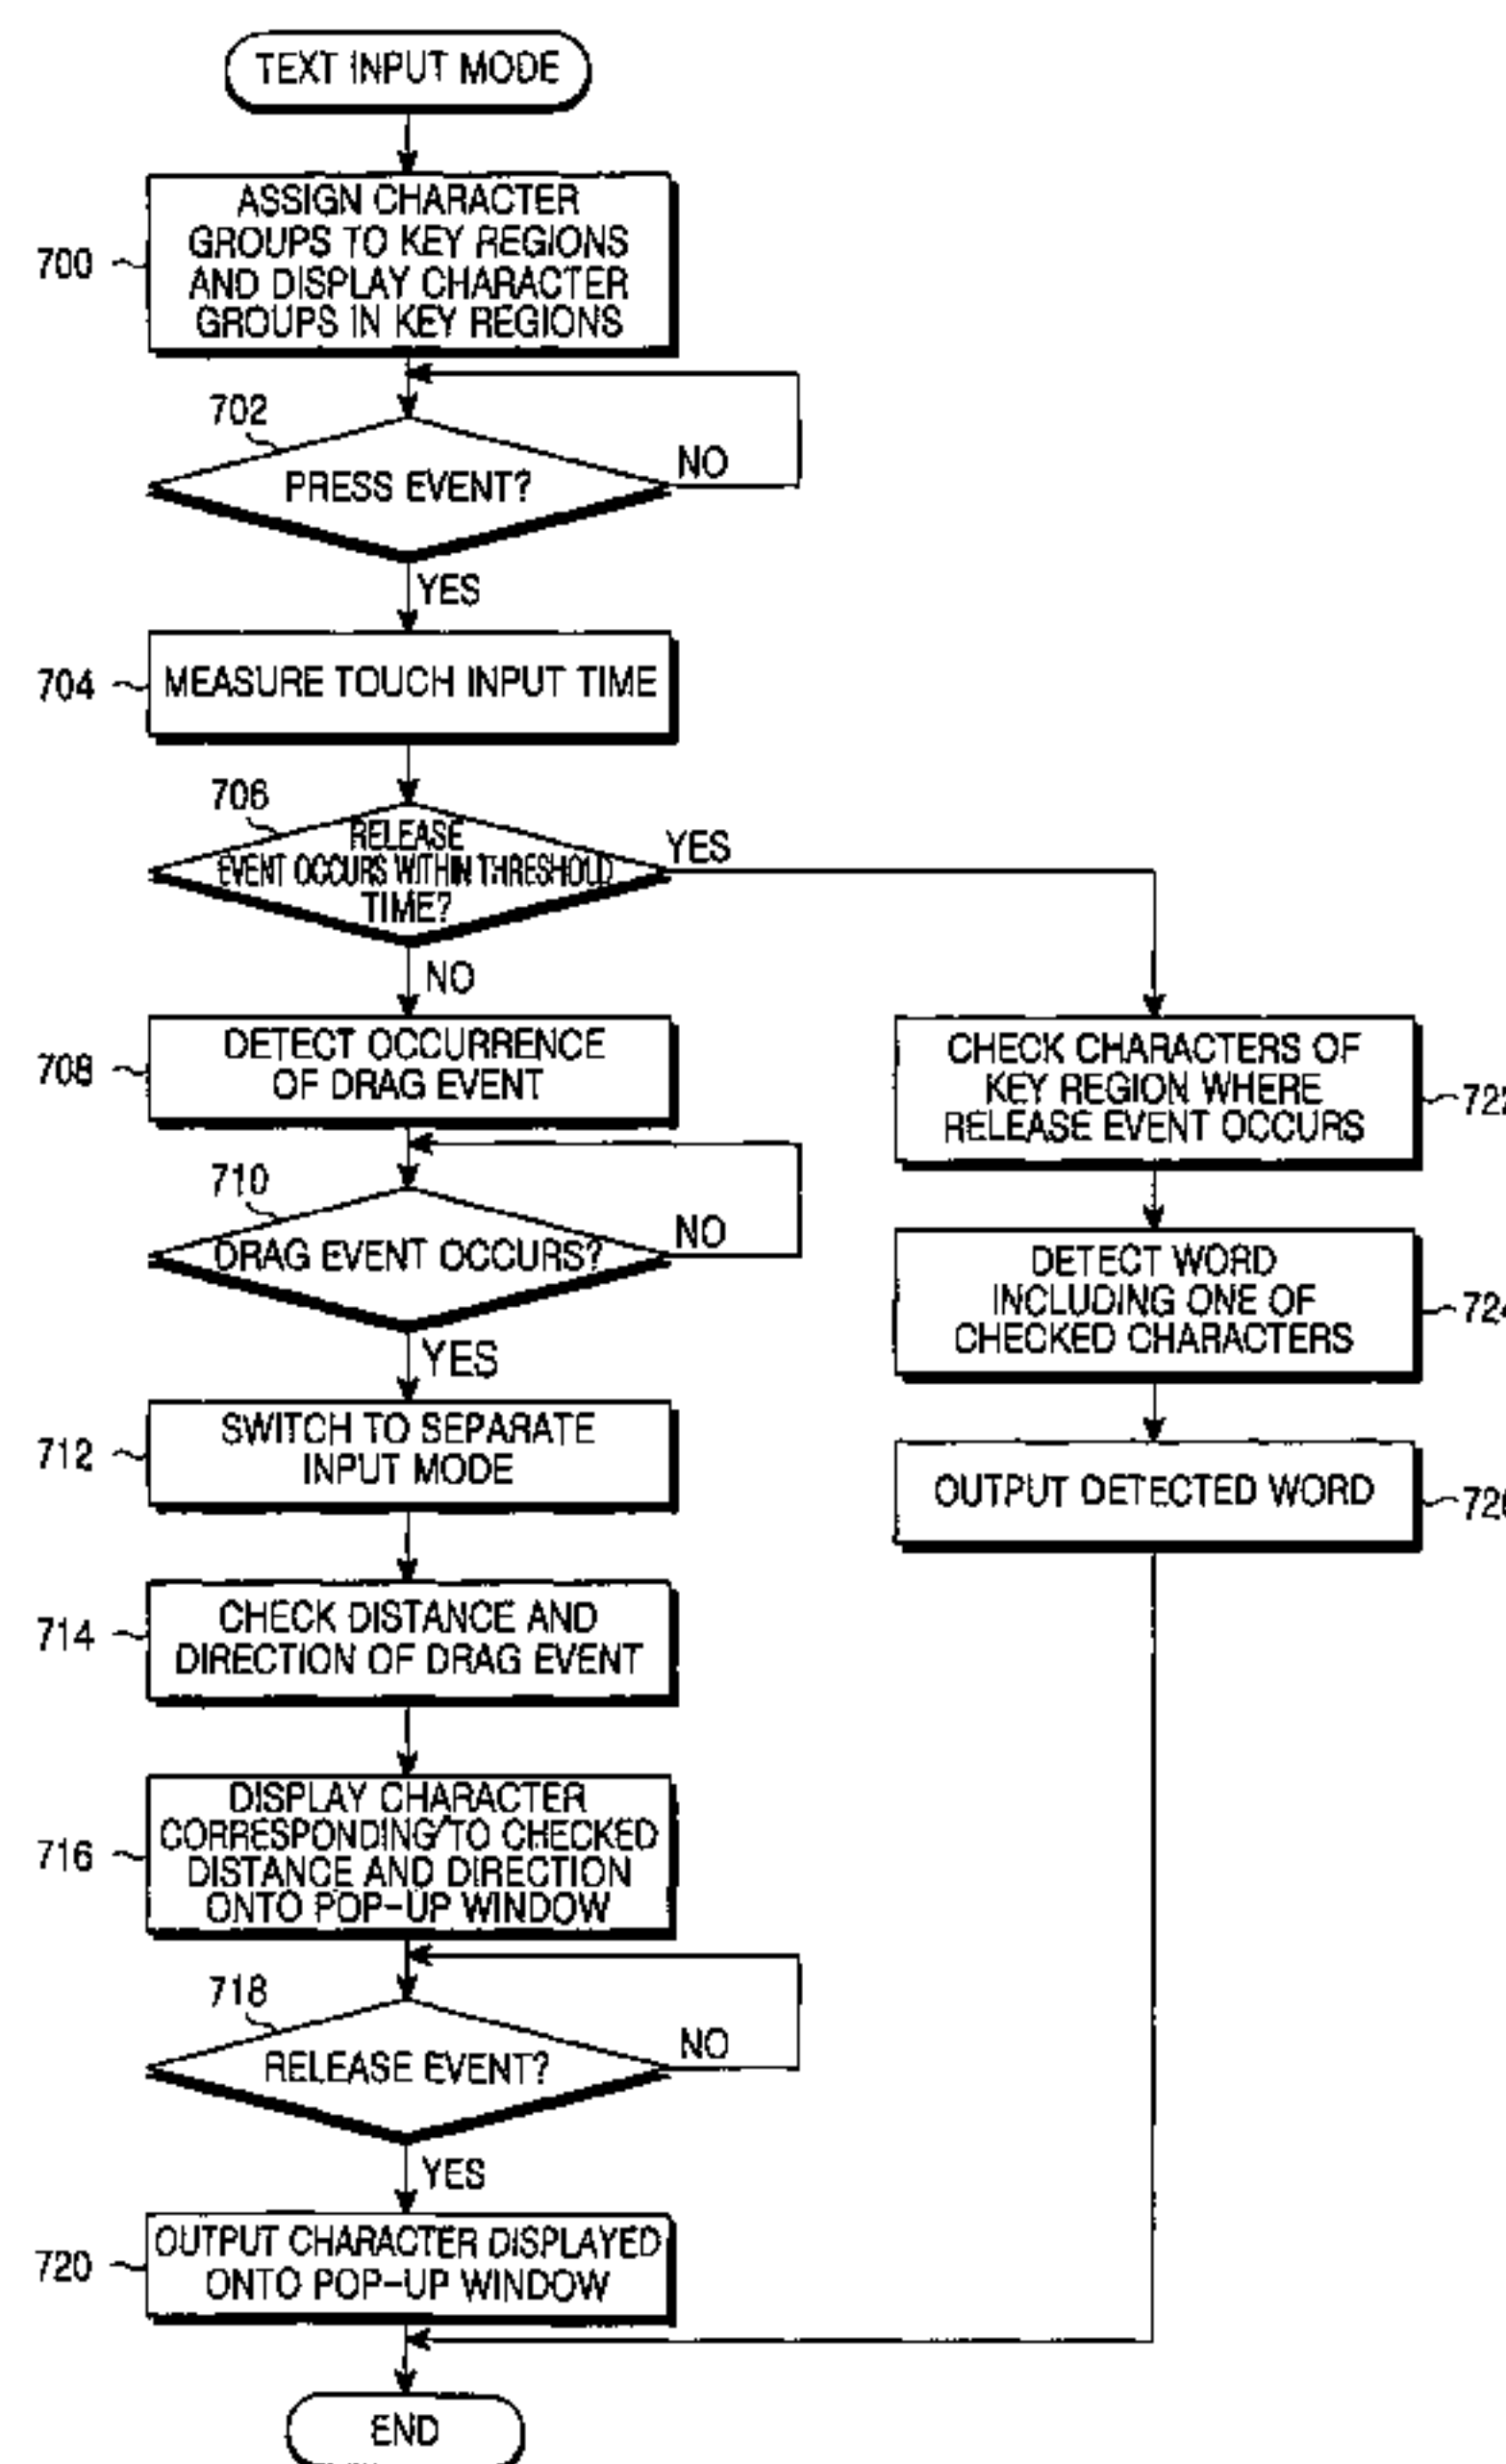 TEXT INPUT MODE
700
ASSIGN CHARACTER
GROUPS TO KEY REGIONS
AND DISPLAY CHARACTER
GROUPS IN KEY REGIONS
702
PRESS EVENT?
NO
YES
704
MEASURE TOUCH INPUT TIME
706
RELEASE
EVENT OCCURS WITHIN THRESHOLD
TIME?
YES
NO
708
DETECT OCCURRENCE
OF DRAG EVENT
710
DRAG EVENT OCCURS?
NO
YES
712
SWITCH TO SEPARATE
INPUT MODE
714
CHECK DISTANCE AND
DIRECTION OF DRAG EVENT
716
DISPLAY CHARACTER
CORRESPONDING TO CHECKED
DISTANCE AND DIRECTION
ONTO POP-UP WINDOW
718
RELEASE EVENT?
NO
YES
720
OUTPUT CHARACTER DISPLAYED
ONTO POP-UP WINDOW
END
CHECK CHARACTERS OF
KEY REGION WHERE
RELEASE EVENT OCCURS
DETECT WORD
INCLUDING ONE OF
CHECKED CHARACTERS
OUTPUT DETECTED WORD